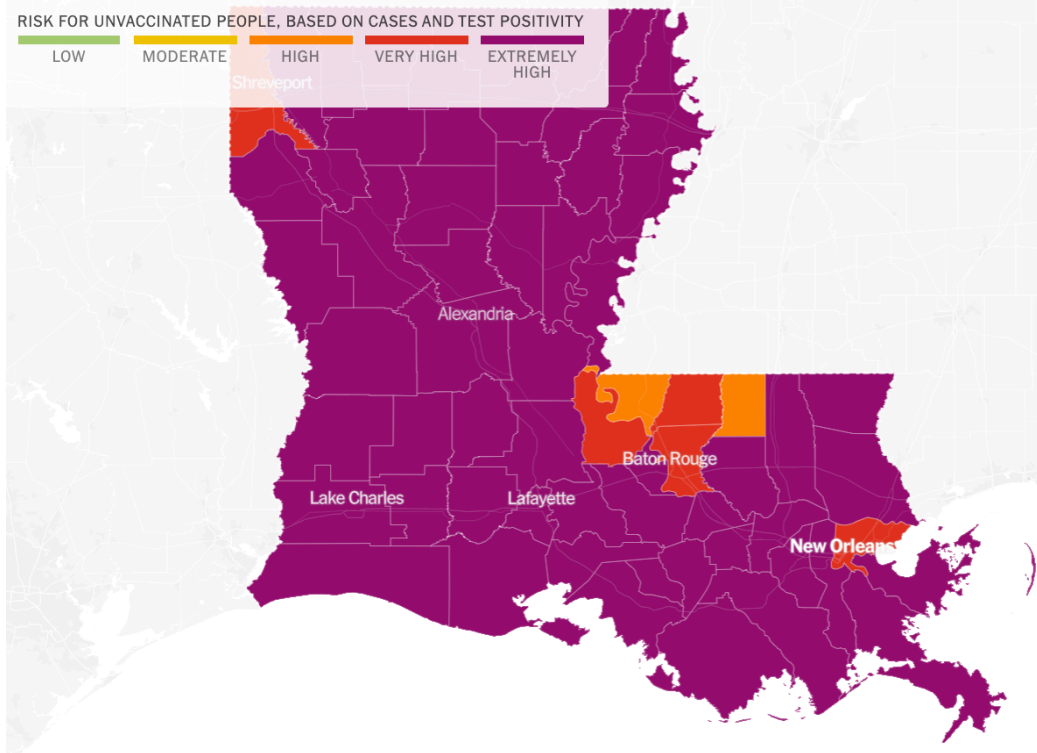 RISK FOR UNVACCINATED PEOPLE, BASED ON CASES AND TEST POSITIVITY
LOW
MODERATE
HIGH
VERY HIGH
EXTREMELY
HIGH
Shreveport
Alexandria
Baton Rouge
Lake Charles
Lafayette
New Orleans